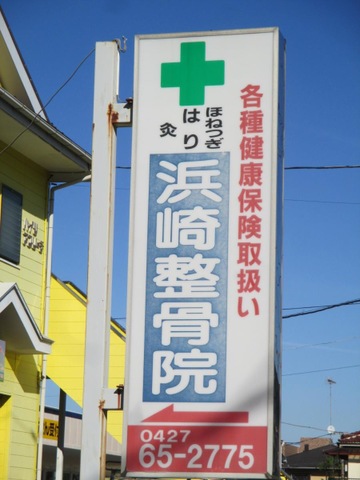 各種健康保険取扱い
ほねつぎ
はり
灸
浜崎整骨院
0427
65-2775